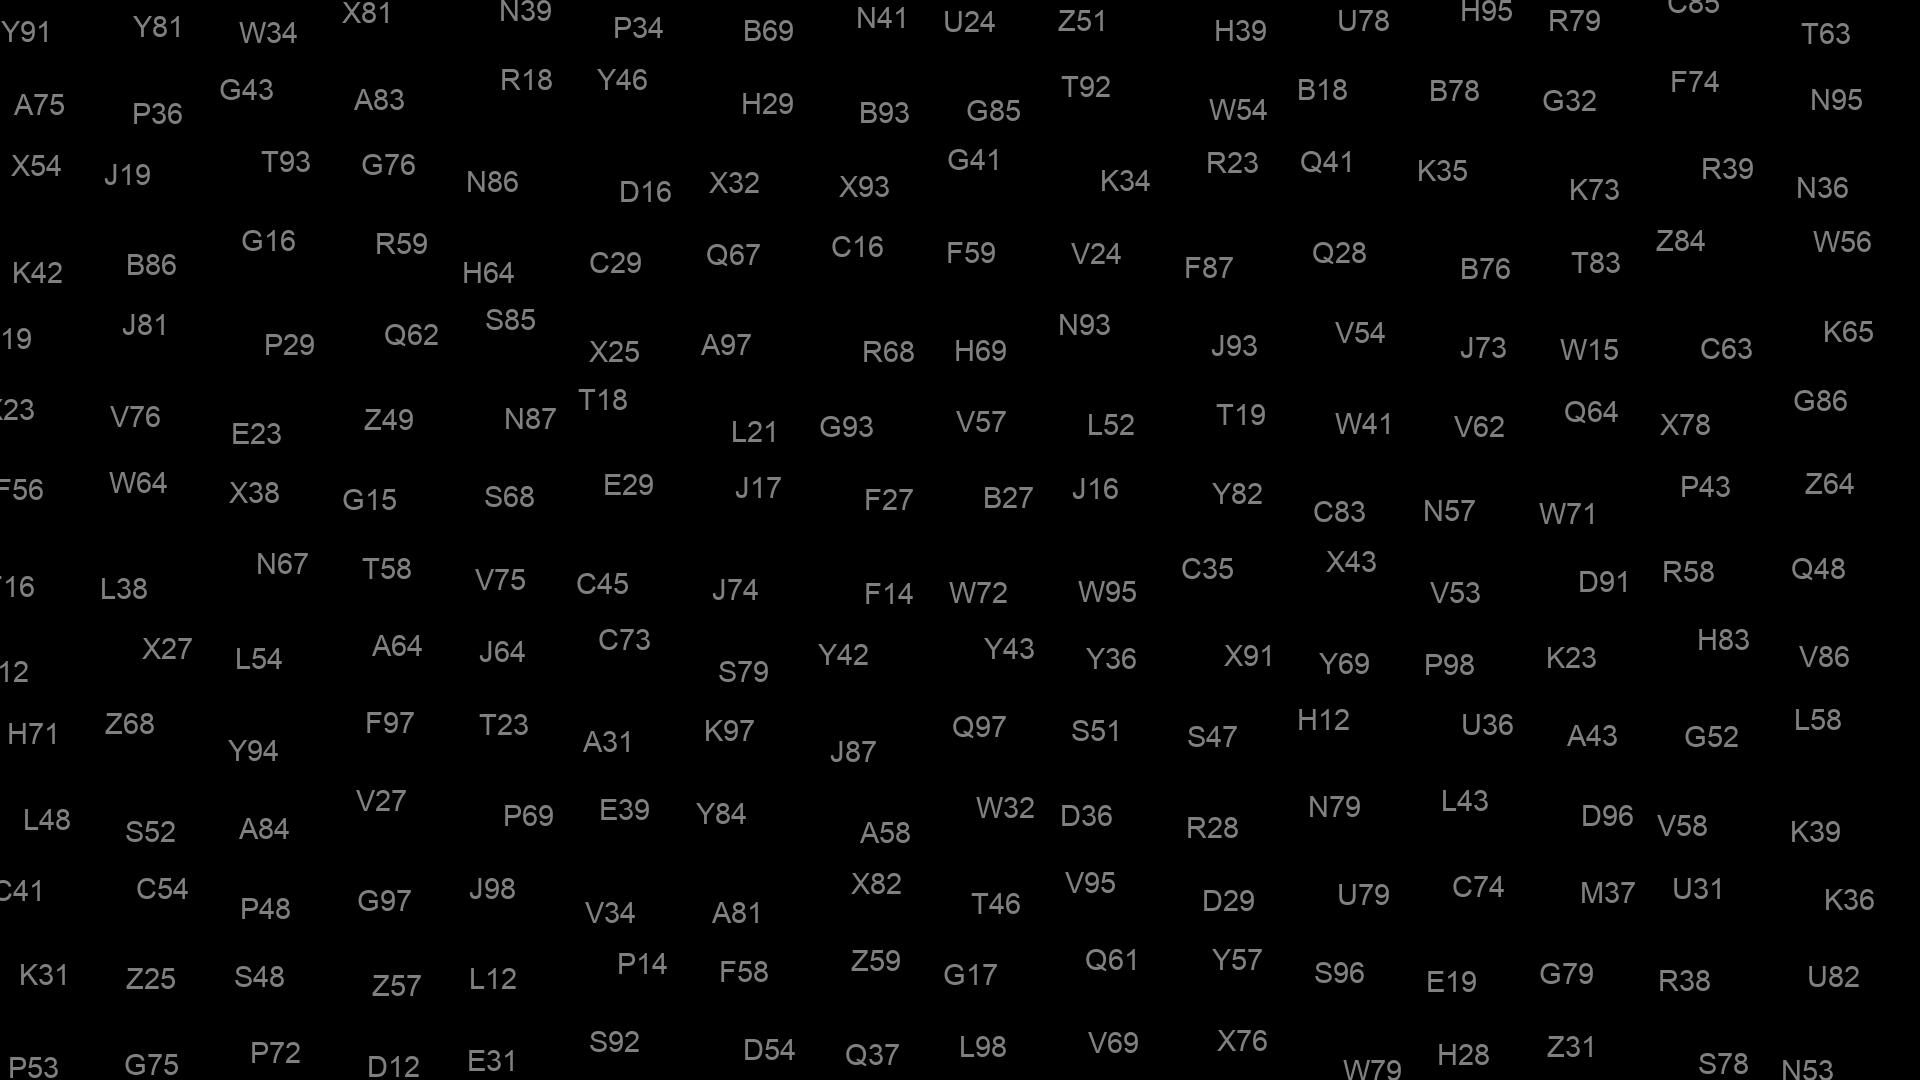 Y91 Y81 W34 X81 N39 P34 B69 N41 U24 Z51 H39 U78 H95 R79 C85 T63
A75 P36 G43 A83 R18 Y46 H29 B93 G85 T92 W54 B18 B78 G32 F74 N95
X54 J19 T93 G76 N86 D16 X32 X93 G41 K34 R23 Q41 K35 K73 R39 N36
K42 B86 G16 R59 H64 C29 Q67 C16 F59 V24 F87 Q28 B76 T83 Z84 W56
19 J81 P29 Q62 S85 X25 A97 R68 H69 N93 J93 V54 J73 W15 C63 K65
23 V76 E23 Z49 N87 T18 L21 G93 V57 L52 T19 W41 V62 Q64 X78 G86
F56 W64 X38 G15 S68 E29 J17 F27 B27 J16 Y82 C83 N57 W71 P43 Z64
16 L38 N67 T58 V75 C45 J74 F14 W72 W95 C35 X43 V53 D91 R58 Q48
12 X27 L54 A64 J64 C73 S79 Y42 Y43 Y36 X91 Y69 P98 K23 H83 V86
H71 Z68 Y94 F97 T23 A31 K97 J87 Q97 S51 S47 H12 U36 A43 G52 L58
L48 S52 A84 V27 P69 E39 Y84 A58 W32 D36 R28 N79 L43 D96 V58 K39
C41 C54 P48 G97 J98 V34 A81 X82 T46 V95 D29 U79 C74 M37 U31 K36
K31 Z25 S48 Z57 L12 P14 F58 Z59 G17 Q61 Y57 S96 E19 G79 R38 U82
P53 G75 P72 D12 E31 S92 D54 Q37 L98 V69 X76 W79 H28 Z31 S78 N53